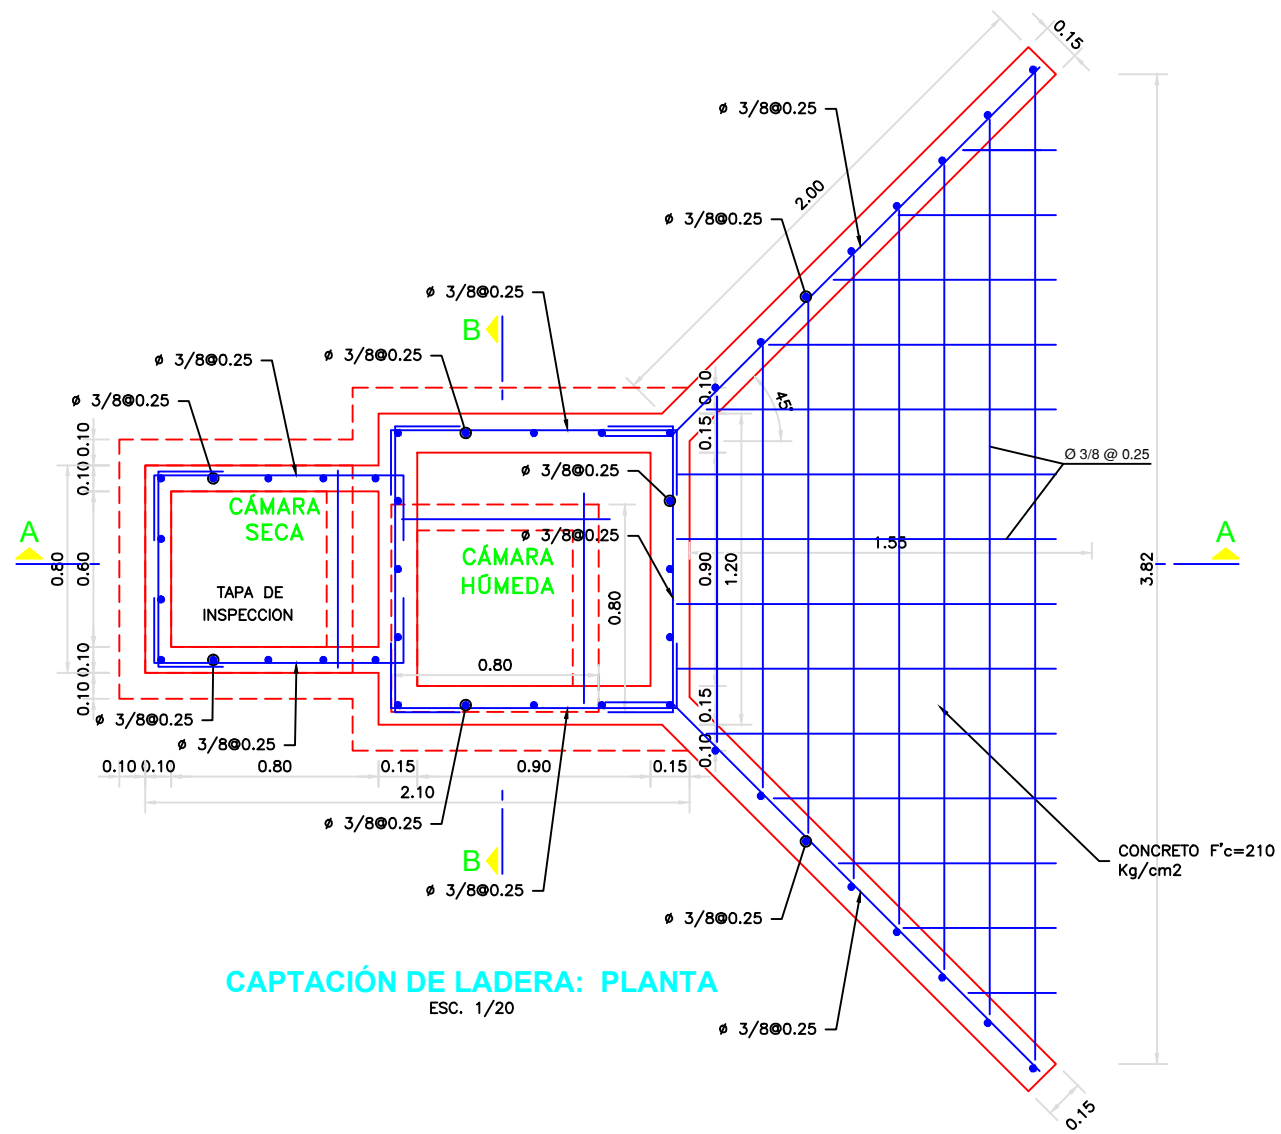 0.15
ø 3/8@0.25
2.00
ø 3/8@0.25
ø 3/8@0.25
B
ø 3/8@0.25
ø 3/8@0.25
ø 3/8@0.25
0.10
45°
0.15
0.10
0.10
Ø 3/8 @ 0.25
ø 3/8@0.25
CÁMARA
SECA
A
A
ø 3/8@0.25
1.55
CÁMARA
HÚMEDA
0.80
0.60
0.90
1.20
3.82
TAPA DE
INSPECCION
0.80
0.80
0.10
0.10
0.15
0.10
ø 3/8@0.25
ø 3/8@0.25
0.10
0.10
0.80
0.15
0.90
0.15
2.10
ø 3/8@0.25
B
CONCRETO F'c=210
Kg/cm2
ø 3/8@0.25
ø 3/8@0.25
CAPTACIÓN DE LADERA: PLANTA
ESC. 1/20
ø 3/8@0.25
0.15